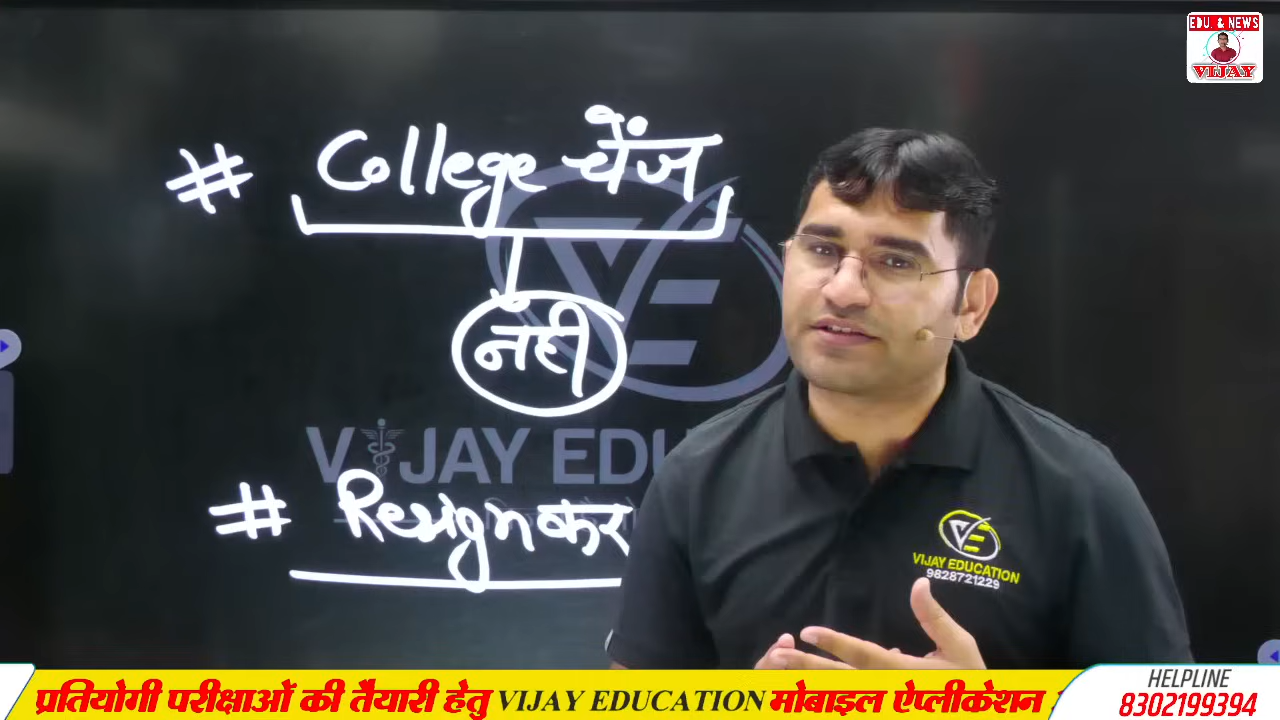 EDU. & NEWS
VIJAY
# College चेंज
नही
VIJAY EDU
# Resign कर
VIJAY EDUCATION
9828721229
प्रतियोगी परीक्षाओं की तैयारी हेतु VIJAY EDUCATION मोबाइल ऐप्लीकेशन
HELPLINE
8302199394